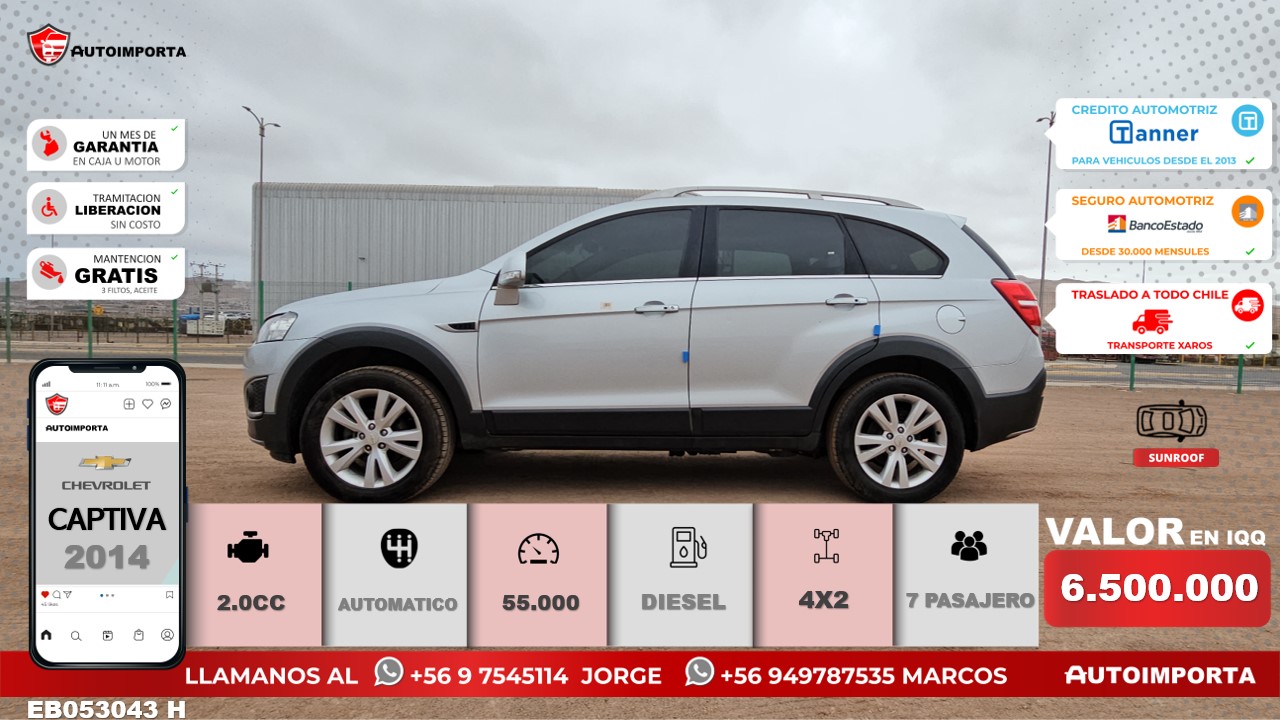 AUTOIMPORTA
UN MES DE
GARANTIA
EN CAJA U MOTOR
TRAMITACION
LIBERACION
SIN COSTO
MANTENCION
GRATIS
3 FILTOS, ACEITE
CREDITO AUTOMOTRIZ
Tanner
PARA VEHICULOS DESDE EL 2013
SEGURO AUTOMOTRIZ
BancoEstado
DESDE 30.000 MENSULES
TRASLADO A TODO CHILE
TRANSPORTE XAROS
SUNROOF
11:11 a.m.
100%
AUTOIMPORTA
CHEVROLET
CAPTIVA
2014
2.0CC
AUTOMATICO
55.000
DIESEL
4X2
7 PASAJERO
VALOR EN IQQ
6.500.000
LLAMANOS AL +56 9 7545114 JORGE +56 949787535 MARCOS
AUTOIMPORTA
EB053043 H